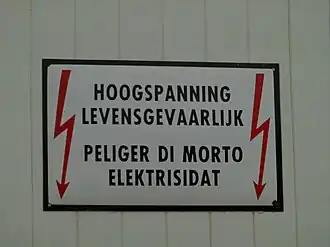 HOOGSPANNING
LEVENSGEVAARLIJK
PELIGER DI MORTO
ELEKTRISIDAT